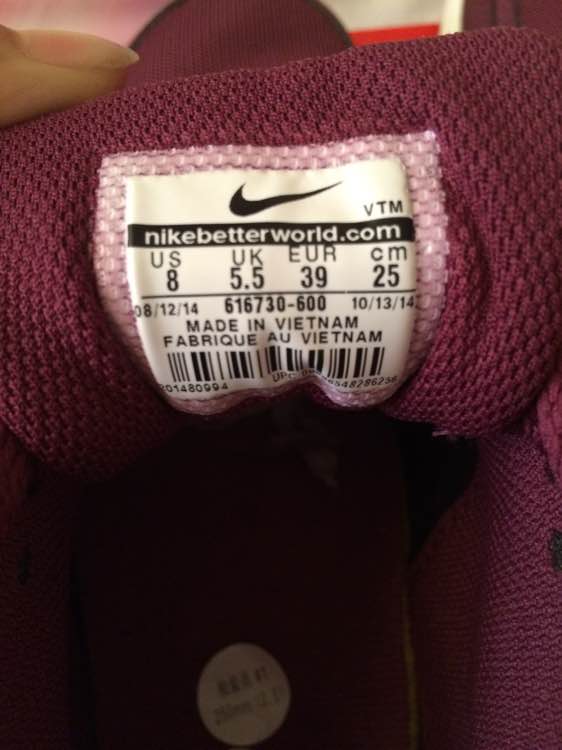 VTM
nikebetterworld.com
US UK EUR cm
8 5.5 39 25
08/12/14 616730-600 10/13/14
MADE IN VIETNAM
FABRIQUE AU VIETNAM